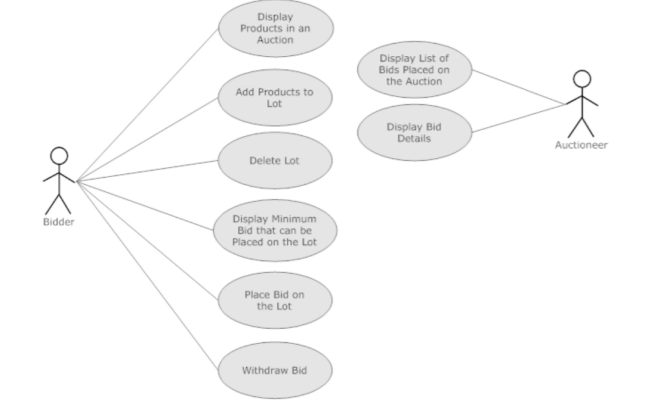 Display
Products in an
Auction
Add Products to
Lot
Delete Lot
Display Minimum
Bid that can be
Placed on the Lot
Place Bid on
the Lot
Withdraw Bid
Bidder
Display List of
Bids Placed on
the Auction
Display Bid
Details
Auctioneer